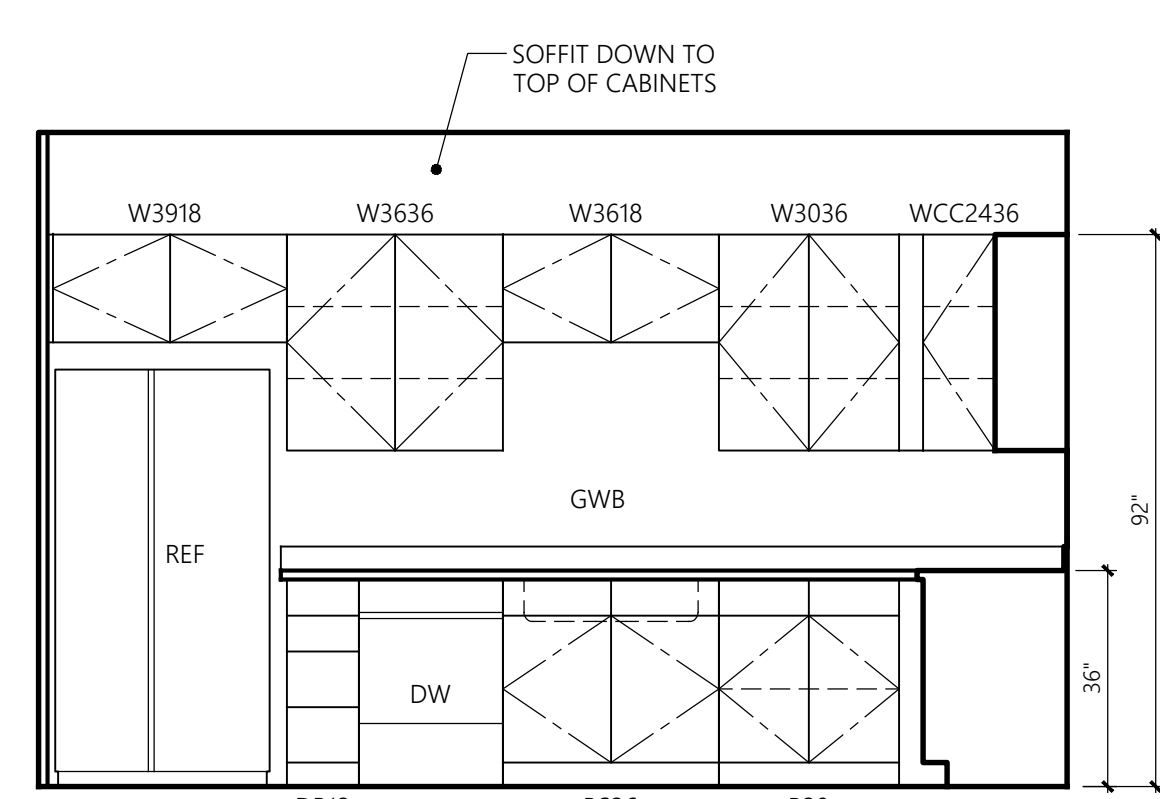 SOFFIT DOWN TO
TOP OF CABINETS
W3918
W3636
W3618
W3036
WCC2436
GWB
92"
REF
36"
DW